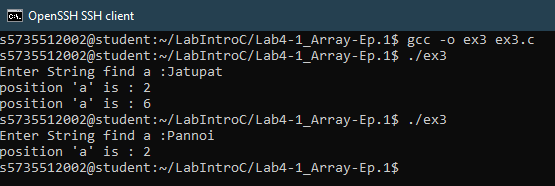 OpenSSH SSH client
s5735512002@student:~/LabIntroC/Lab4-1_Array-Ep.1$ gcc -o ex3 ex3.c
s5735512002@student:~/LabIntroC/Lab4-1_Array-Ep.1$ ./ex3
Enter String find a :Jatupat
position 'a' is : 2
position 'a' is : 6
s5735512002@student:~/LabIntroC/Lab4-1_Array-Ep.1$ ./ex3
Enter String find a :Pannoi
position 'a' is : 2
s5735512002@student:~/LabIntroC/Lab4-1_Array-Ep.1$